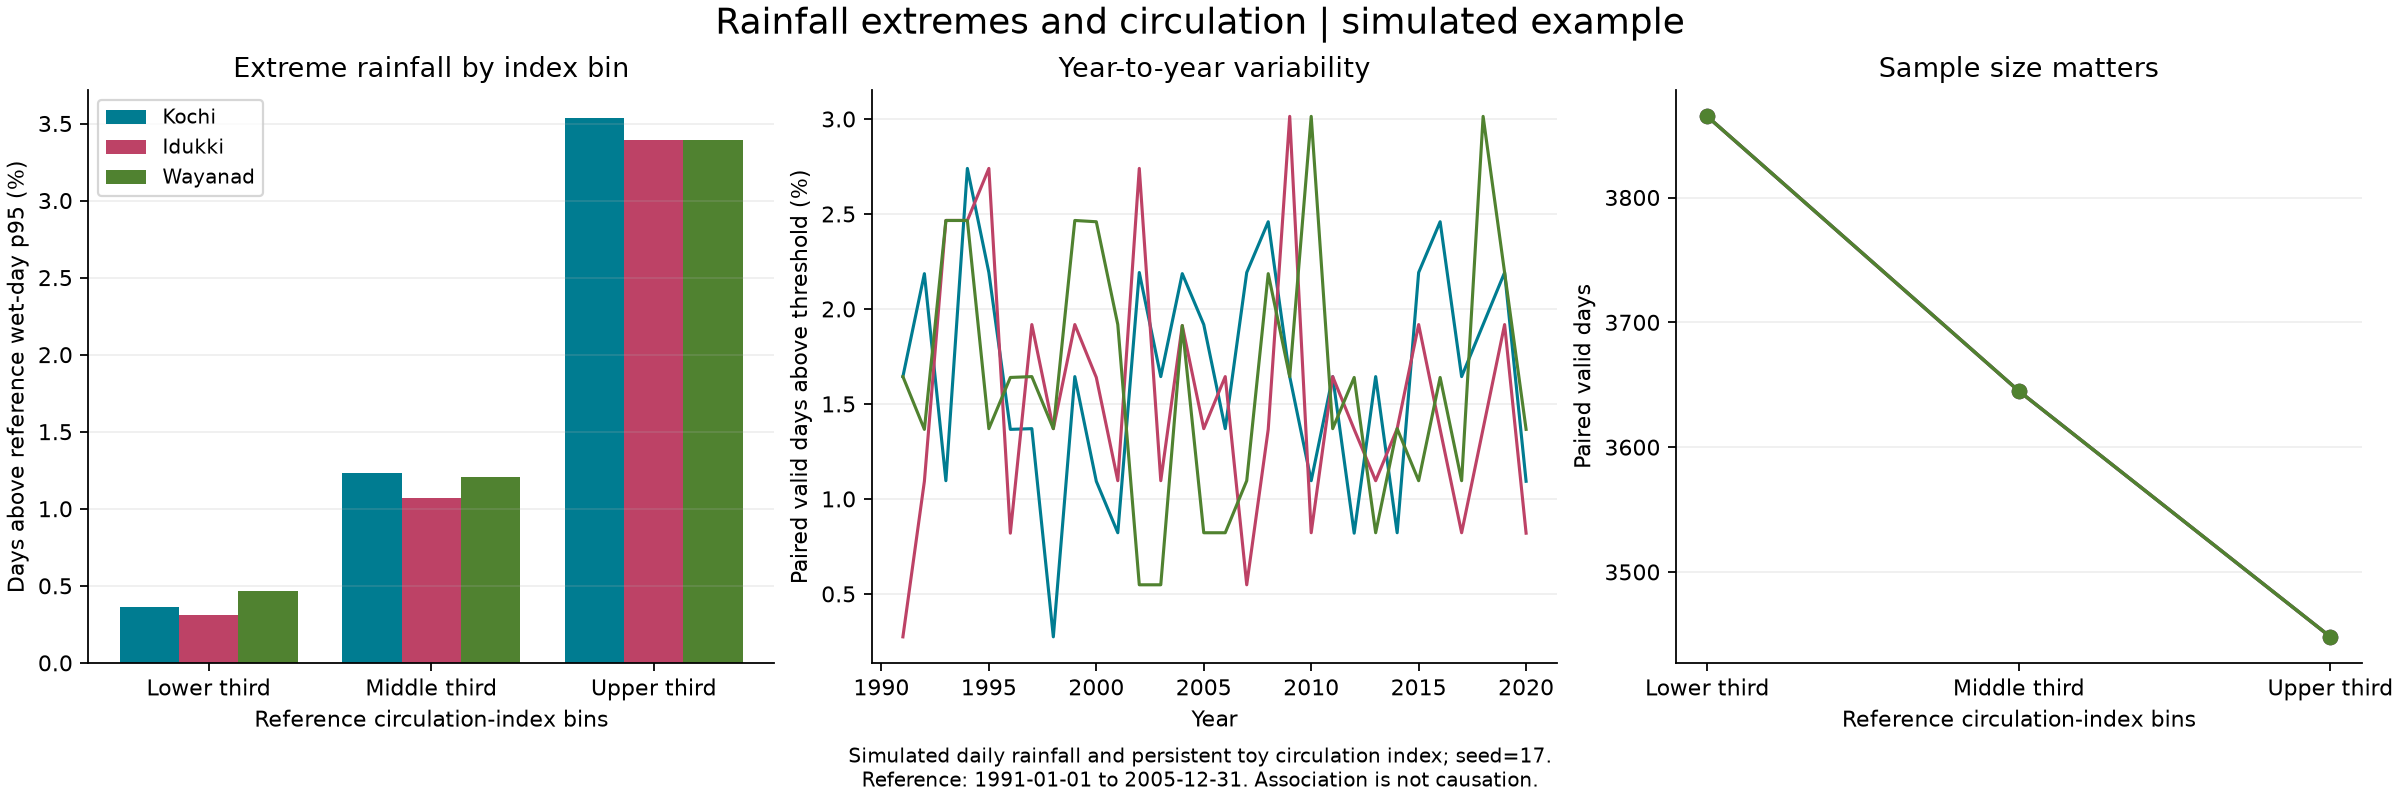 Rainfall extremes and circulation | simulated example
Extreme rainfall by index bin
Days above reference wet-day p95 (%)
3.5
3.0
2.5
2.0
1.5
1.0
0.5
0.0
Kochi
Idukki
Wayanad
Lower third Middle third Upper third
Reference circulation-index bins
Year-to-year variability
Paired valid days above threshold (%)
3.0
2.5
2.0
1.5
1.0
0.5
1990 1995 2000 2005 2010 2015 2020
Year
Sample size matters
Paired valid days
3800
3700
3600
3500
Lower third Middle third Upper third
Reference circulation-index bins
Simulated daily rainfall and persistent toy circulation index; seed=17.
Reference: 1991-01-01 to 2005-12-31. Association is not causation.